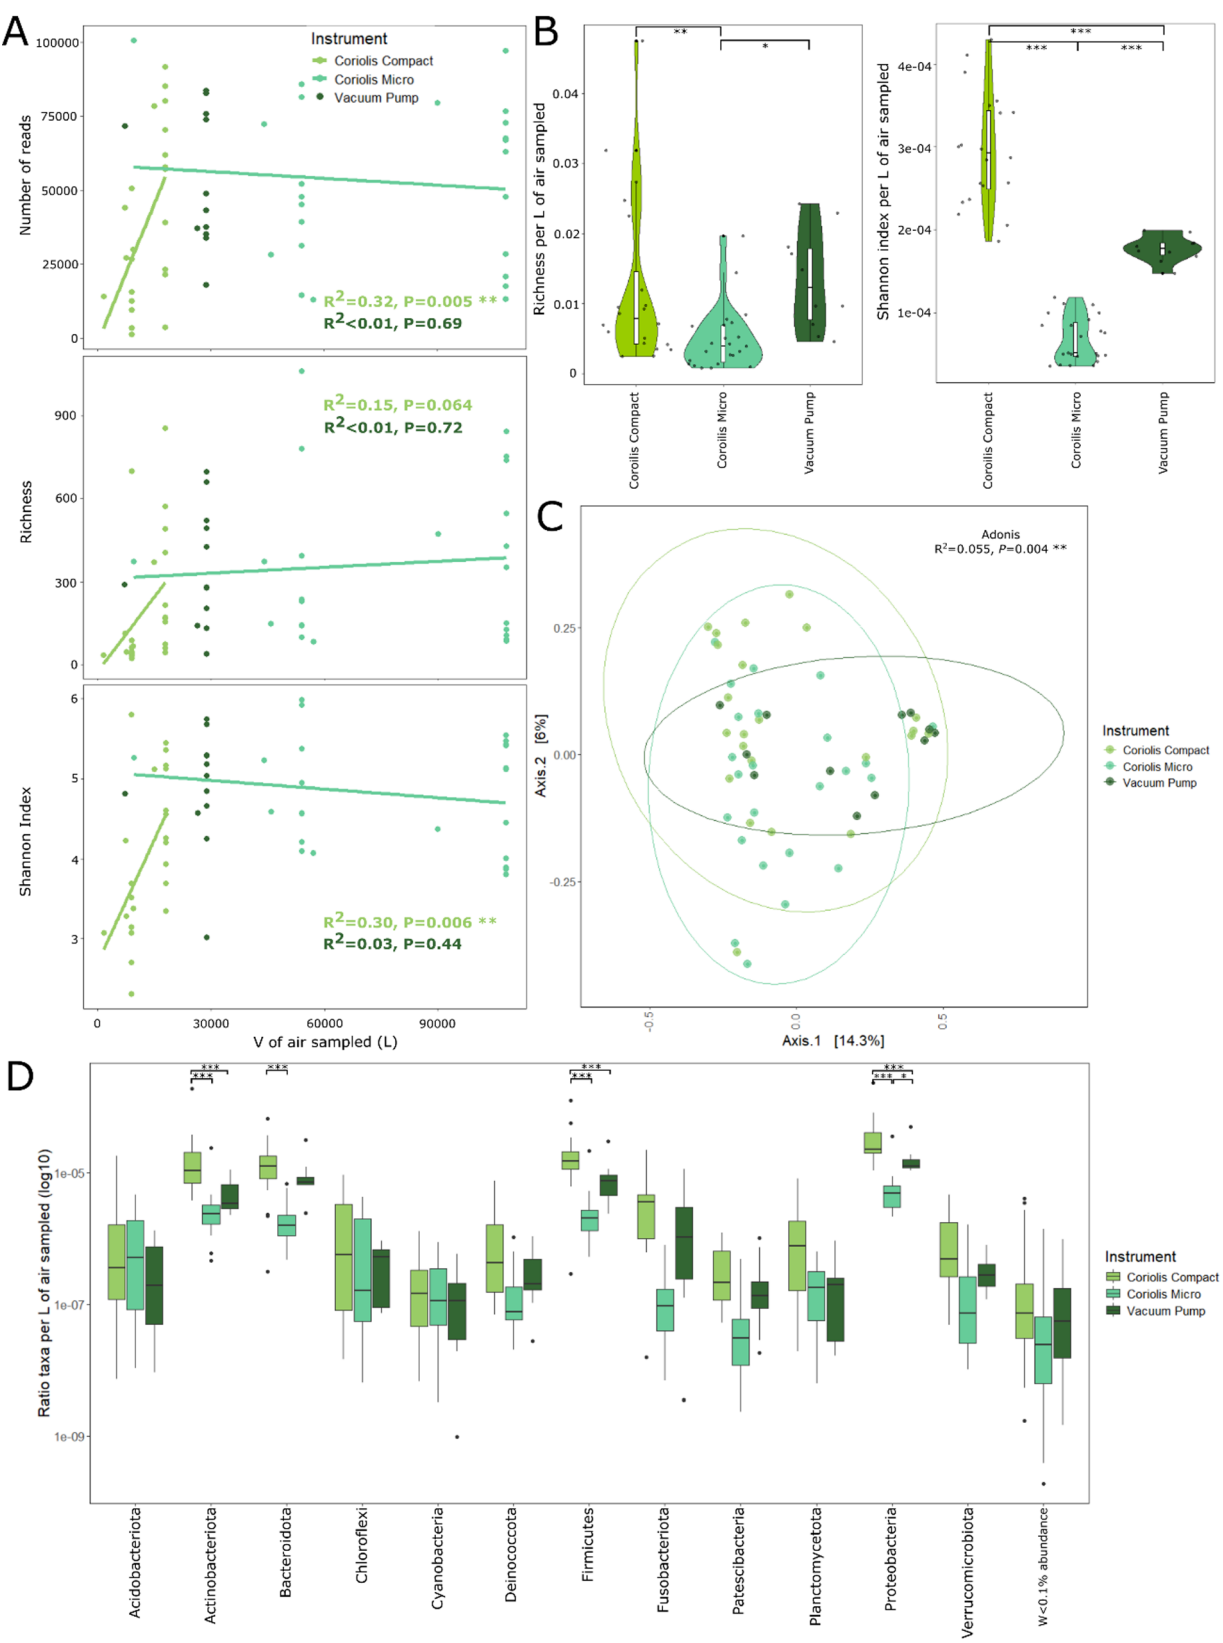 A
Instrument
Coriolis Compact
Coriolis Micro
Vacuum Pump
Number of reads
100000
75000
50000
25000
0
R2=0.32, P=0.005 **
R2<0.01, P=0.69
Richness
900
600
300
0
R2=0.15, P=0.064
R2<0.01, P=0.72
Shannon Index
6
5
4
3
R2=0.30, P=0.006 **
R2=0.03, P=0.44
0
30000
60000
90000
V of air sampled (L)
B
Richness per L of air sampled
0.04
0.03
0.02
0.01
0
**
*
Coroilis Compact
Coroilis Micro
Vacuum Pump
Shannon index per L of air sampled
4e-04
3e-04
2e-04
1e-04
***
***
***
Coroilis Compact
Coroilis Micro
Vacuum Pump
C
Adonis
R2=0.055, P=0.004 **
Axis.2 [6%]
0.25
0.00
-0.25
-0.5
0.0
0.5
Axis.1 [14.3%]
Instrument
Coriolis Compact
Coriolis Micro
Vacuum Pump
D
Ratio taxa per L of air sampled (log10)
1e-05
1e-07
1e-09
***
***
***
***
***
***
***
*
Acidobacteriota
Actinobacteriota
Bacteroidota
Chloroflexi
Cyanobacteria
Deinococcota
Firmicutes
Fusobacteriota
Patescibacteria
Planctomycetota
Proteobacteria
Verrucomicrobiota
W<0.1% abundance
Instrument
Coriolis Compact
Coriolis Micro
Vacuum Pump